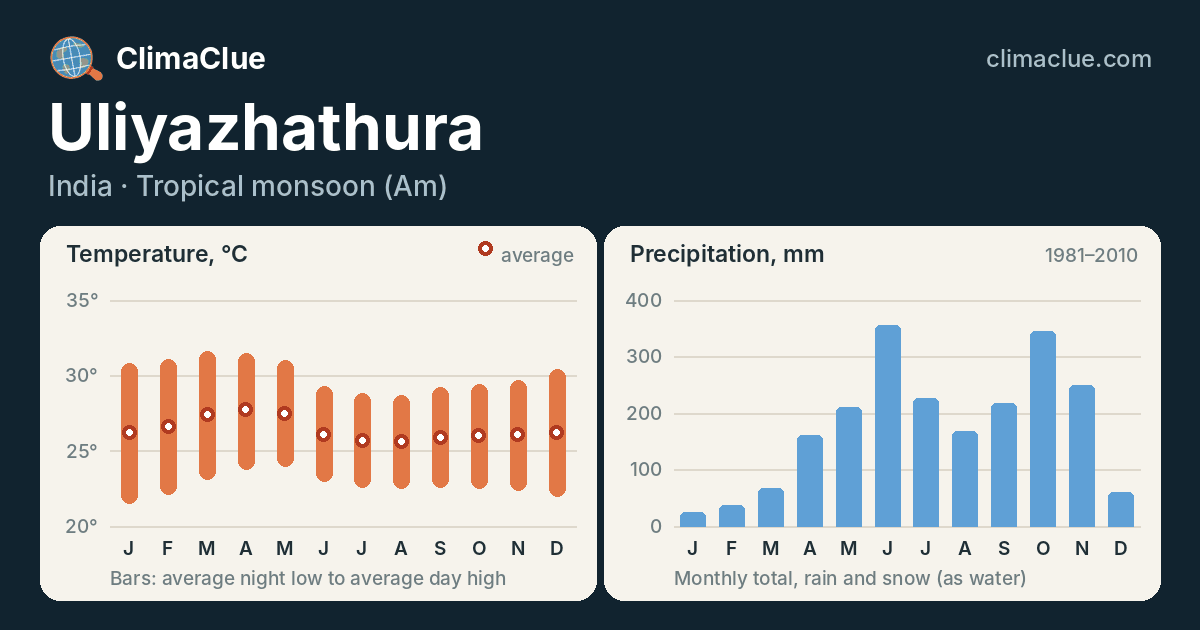 ClimaClue
climaclue.com
Uliyazhathura
India · Tropical monsoon (Am)
Temperature, °C
average
35°
30°
25°
20°
J F M A M J J A S O N D
Bars: average night low to average day high
Precipitation, mm
1981–2010
400
300
200
100
0
J F M A M J J A S O N D
Monthly total, rain and snow (as water)